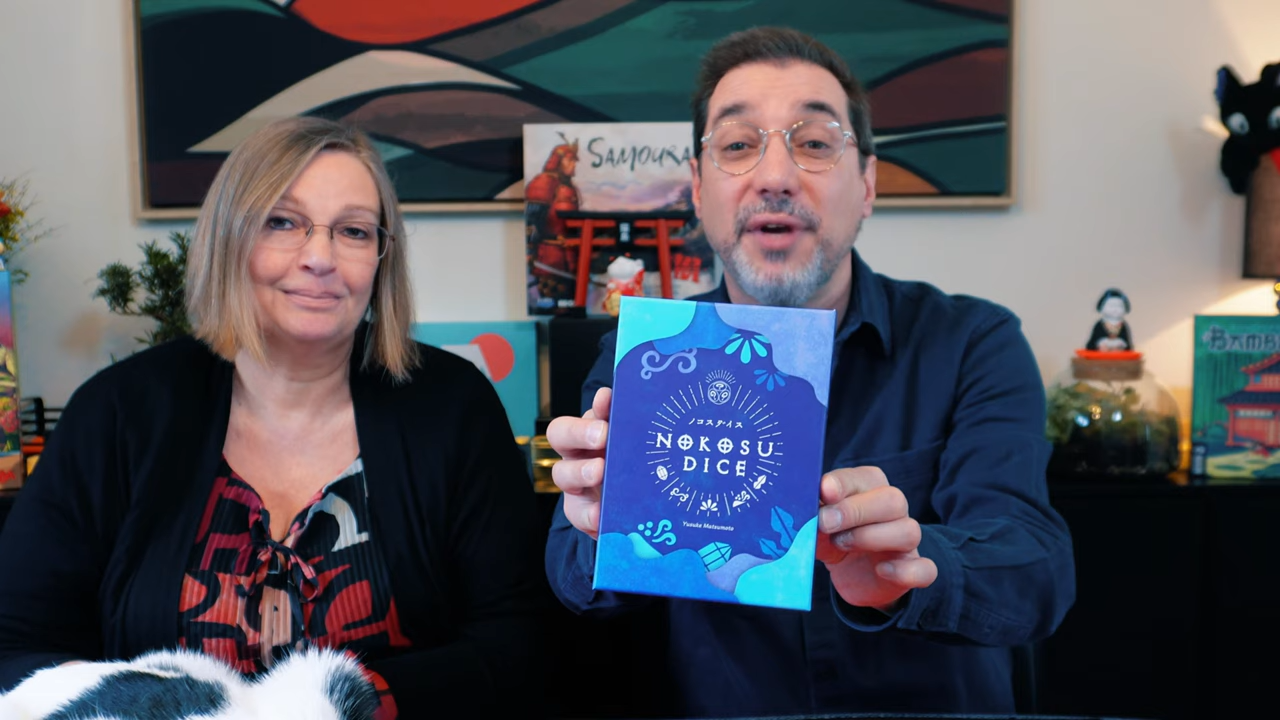 SAMOURA
ノコスダイス
NOKOSU
DICE
Yusuke Matsumoto
BAMB